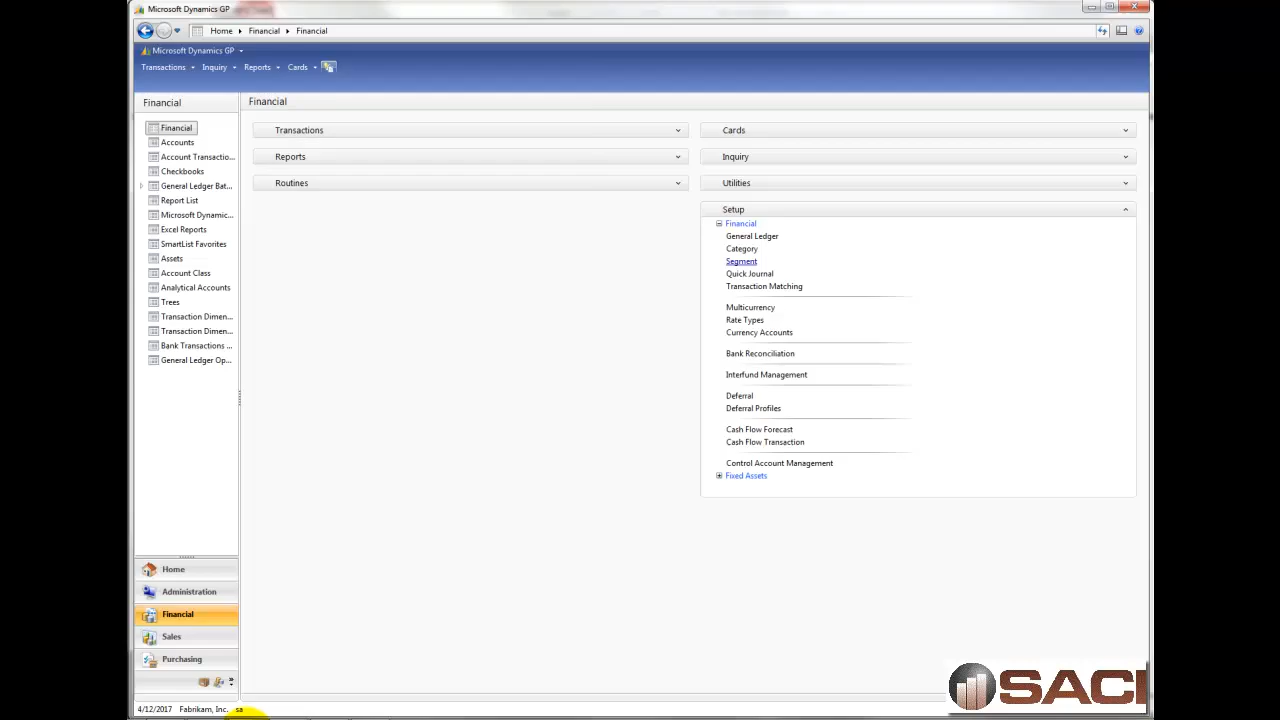 Microsoft Dynamics GP
Home Financial Financial
Microsoft Dynamics GP
Transactions Inquiry Reports Cards
Financial
Financial
Accounts
Account Transactio...
Checkbooks
General Ledger Bat...
Report List
Microsoft Dynamic...
Excel Reports
SmartList Favorites
Assets
Account Class
Analytical Accounts
Trees
Transaction Dimen...
Transaction Dimen...
Bank Transactions ...
General Ledger Op...
Home
Administration
Financial
Sales
Purchasing
Financial
Transactions
Reports
Routines
Cards
Inquiry
Utilities
Setup
Financial
General Ledger
Category
Segment
Quick Journal
Transaction Matching
Multicurrency
Rate Types
Currency Accounts
Bank Reconciliation
Interfund Management
Deferral
Deferral Profiles
Cash Flow Forecast
Cash Flow Transaction
Control Account Management
Fixed Assets
4/12/2017 Fabrikam, Inc. sa
SACI